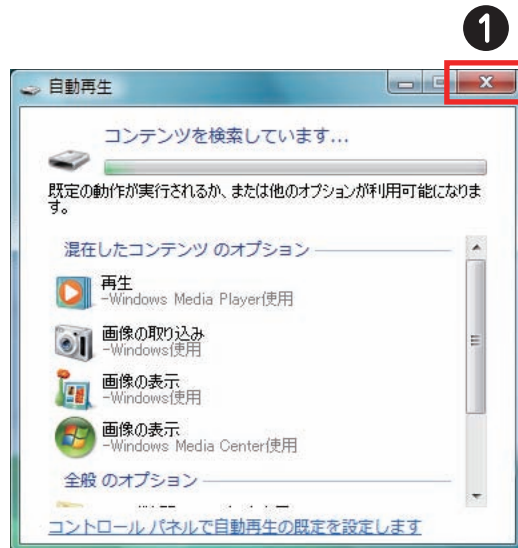 ❶
自動再生
コンテンツを検索しています...
既定の動作が実行されるか、または他のオプションが利用可能になりま
す。
混在したコンテンツ のオプション
再生
-Windows Media Player使用
画像の取り込み
-Windows使用
画像の表示
-Windows使用
画像の表示
-Windows Media Center使用
全般 のオプション
コントロール パネルで自動再生の既定を設定します